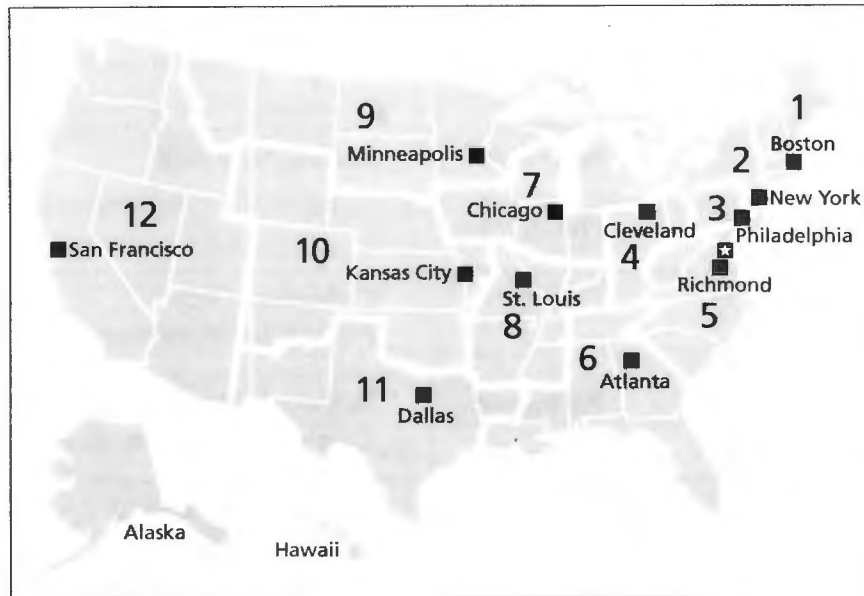 1
Boston
9
Minneapolis
2
New York
7
Chicago
3
Philadelphia
Cleveland
4
12
San Francisco
10
Kansas City
St. Louis
8
Richmond
5
6
Atlanta
11
Dallas
Alaska
Hawaii